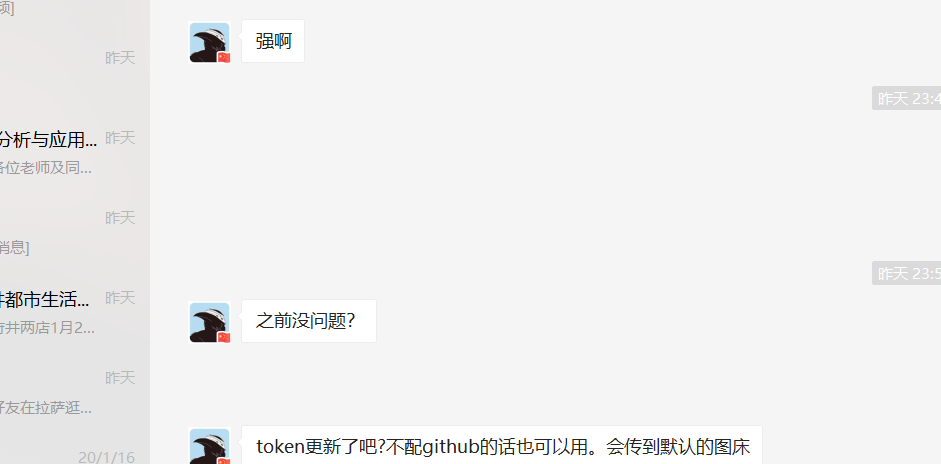 频]
昨天
强啊
昨天 23:4
分析与应用...
昨天
各位老师及同...
昨天
消息]
昨天 23:5
都市生活...
昨天
井两店1月2...
之前没问题?
昨天
好友在拉萨逛...
token更新了吧?不配github的话也可以用。会传到默认的图床
20/1/16